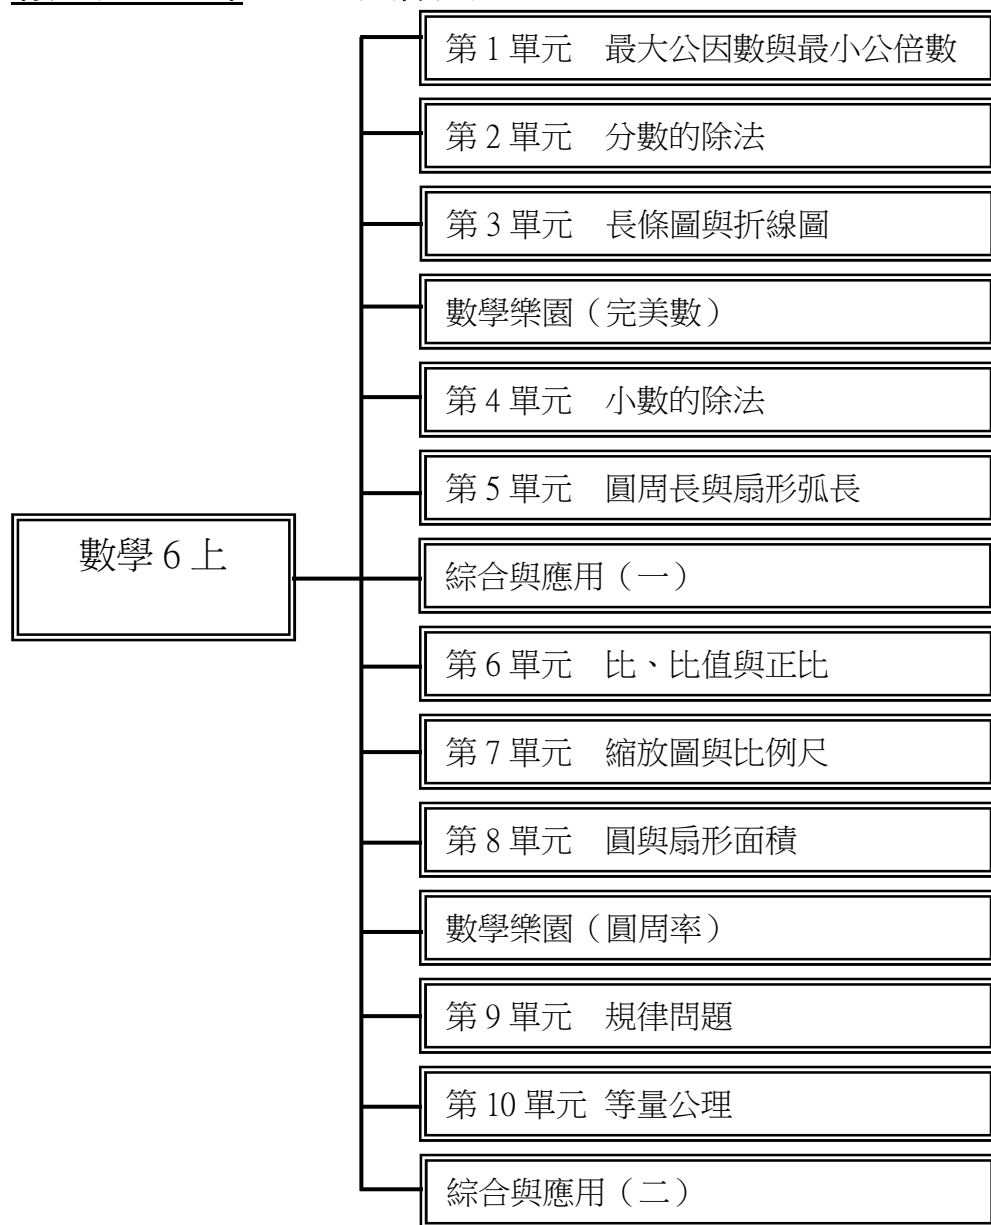 第 1 單元 最大公因數與最小公倍數
第 2 單元 分數的除法
第 3 單元 長條圖與折線圖
數學樂園（完美數）
第 4 單元 小數的除法
第 5 單元 圓周長與扇形弧長
數學 6 上
綜合與應用（一）
第 6 單元 比、比值與正比
第 7 單元 縮放圖與比例尺
第 8 單元 圓與扇形面積
數學樂園（圓周率）
第 9 單元 規律問題
第 10 單元 等量公理
綜合與應用（二）